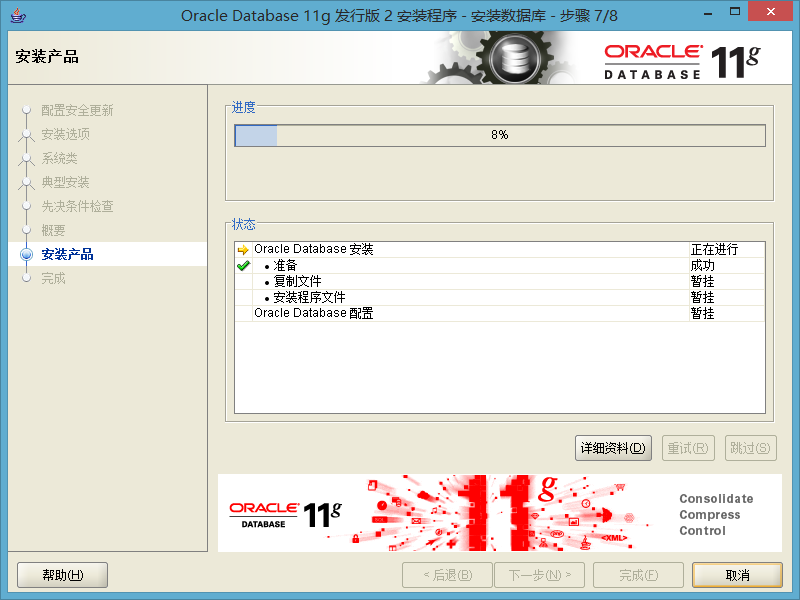 Oracle Database 11g 发行版 2 安装程序 - 安装数据库 - 步骤 7/8
安装产品
ORACLE
DATABASE
11g
配置安全更新
安装选项
系统类
典型安装
先决条件检查
概要
安装产品
完成
进度
8%
状态
Oracle Database 安装 正在进行
• 准备 成功
• 复制文件 暂挂
• 安装程序文件 暂挂
Oracle Database 配置 暂挂
详细资料(D) 重试(R) 跳过(S)
ORACLE
DATABASE
11g
11g
<XML>
Consolidate
Compress
Control
帮助(H) < 后退(B) 下一步(N) > 完成(F) 取消